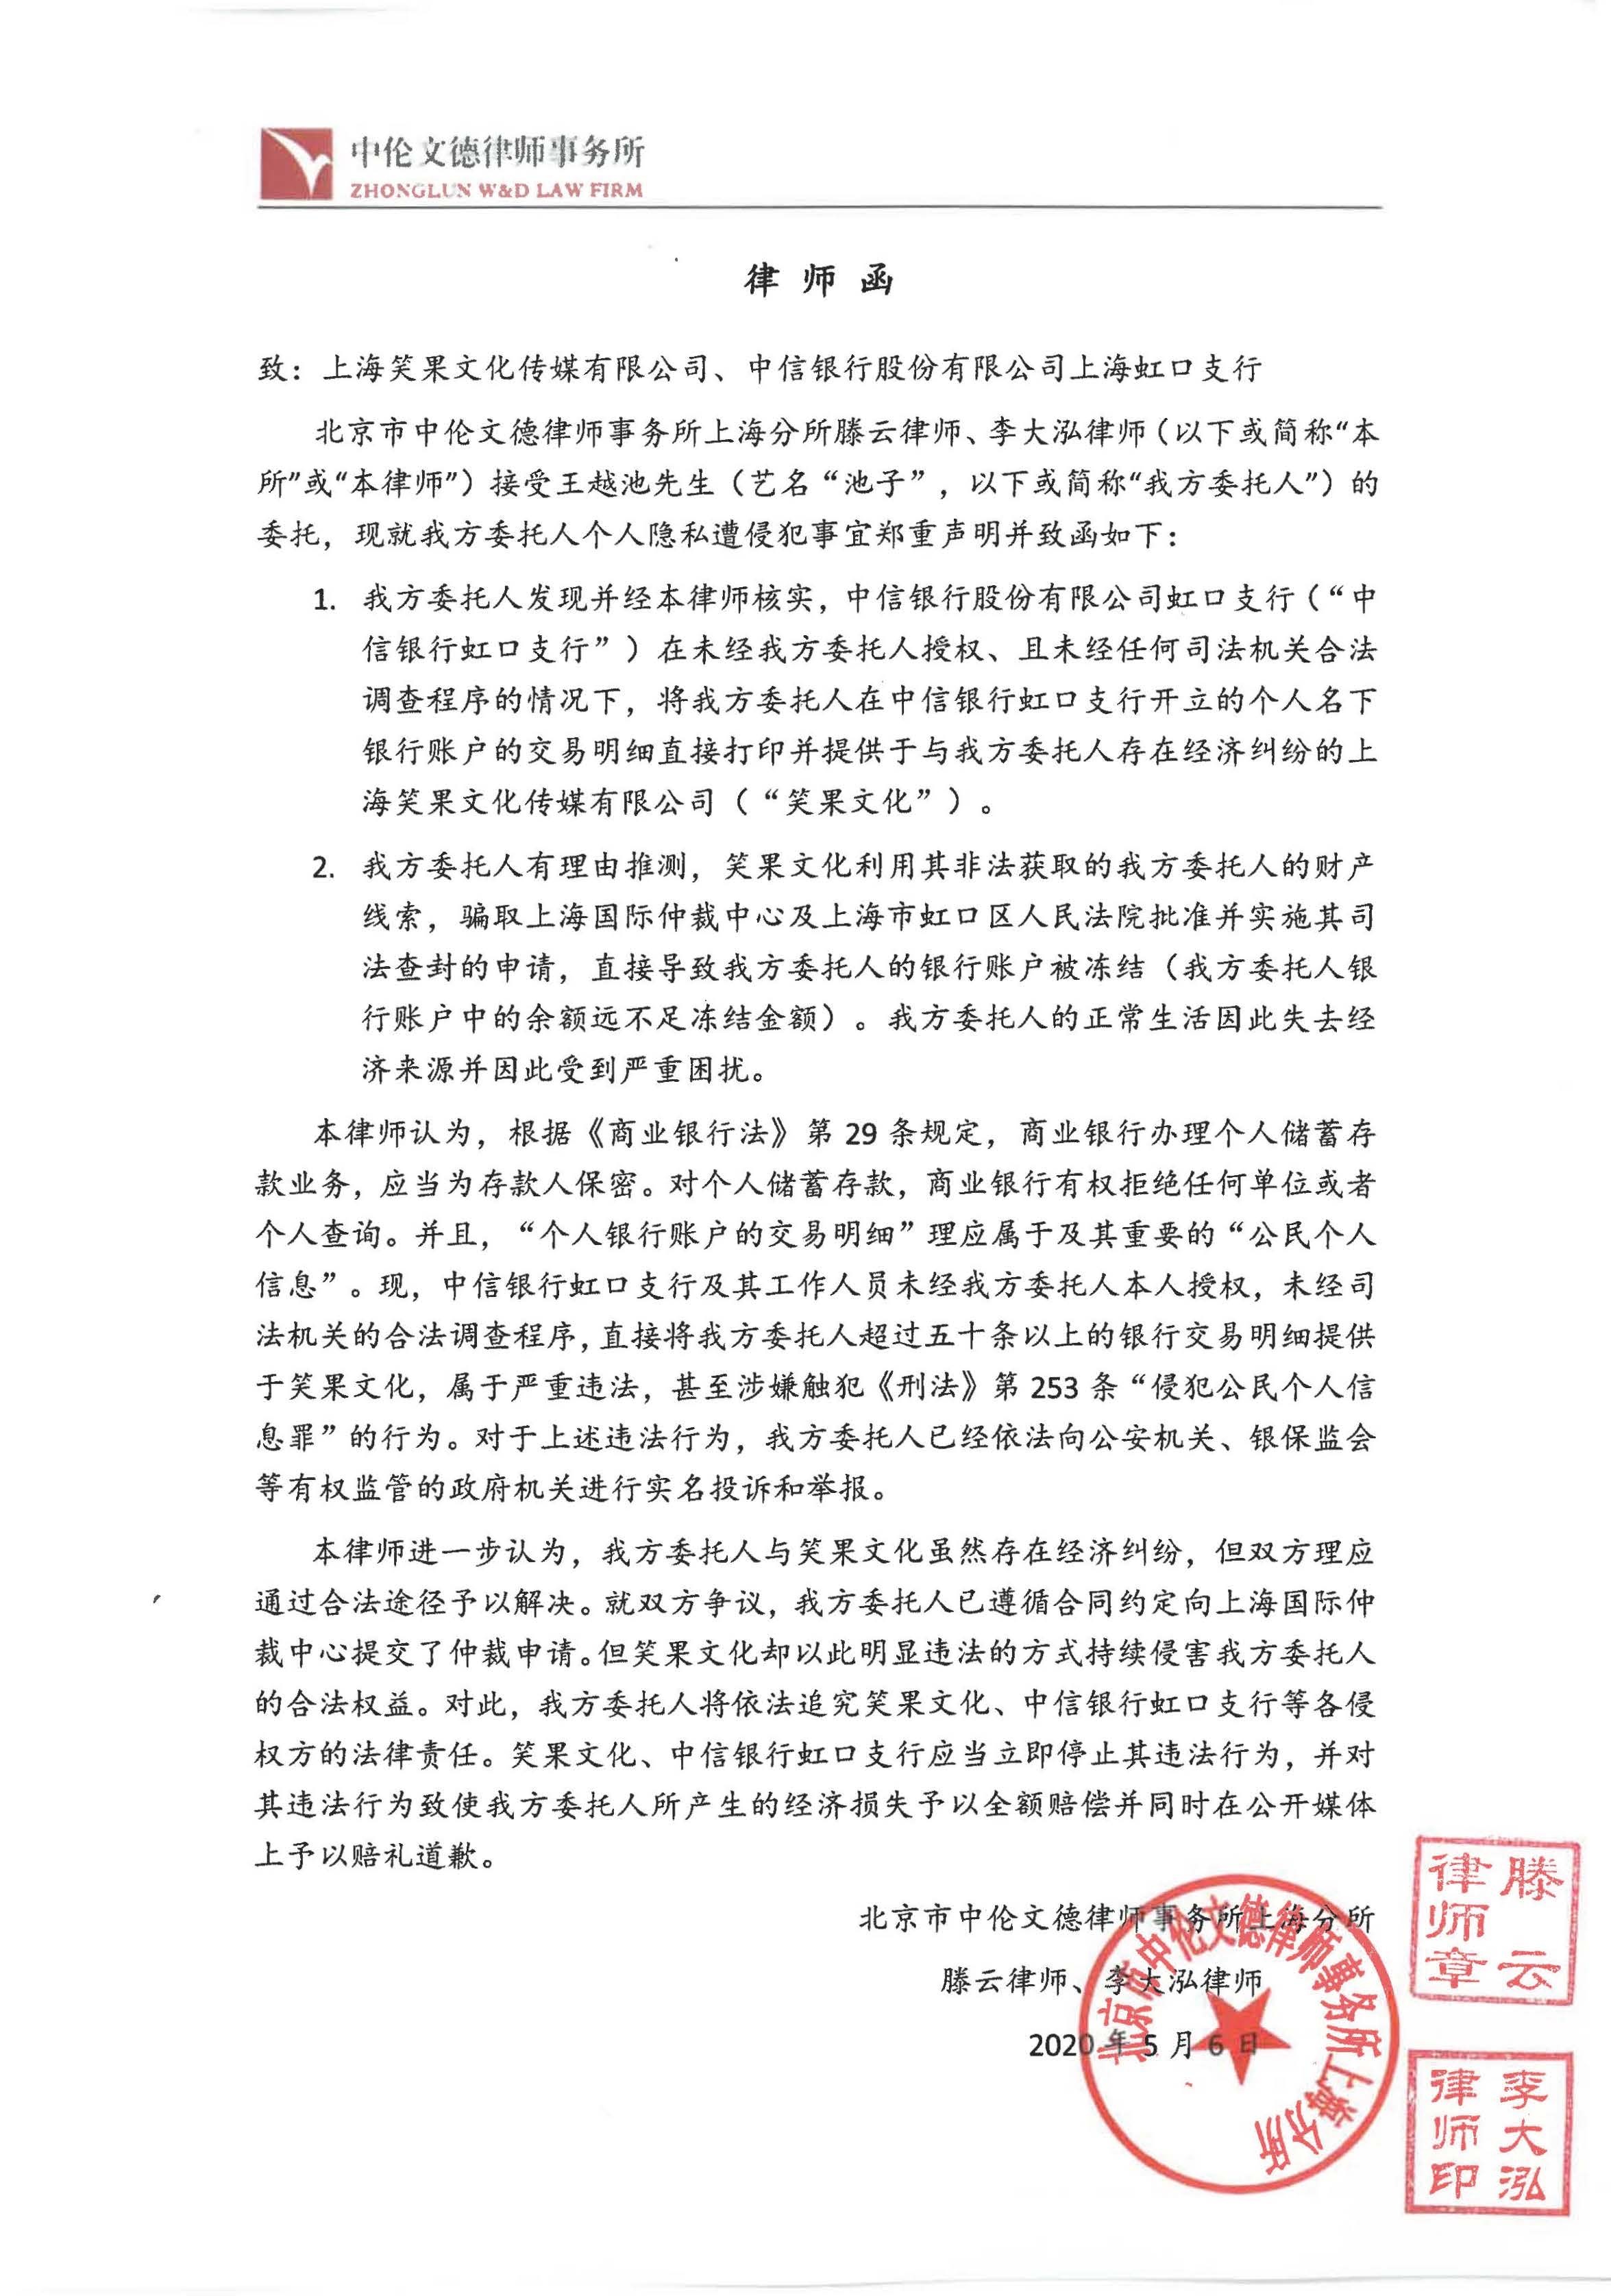 中伦文德律师事务所
ZHONGLUN W&D LAW FIRM
律 师 函
致：上海笑果文化传媒有限公司、中信银行股份有限公司上海虹口支行
北京市中伦文德律师事务所上海分所滕云律师、李大泓律师（以下或简称“本
所”或“本律师”）接受王越池先生（艺名“池子”，以下或简称“我方委托人”）的
委托，现就我方委托人个人隐私遭侵犯事宜郑重声明并致函如下：
1. 我方委托人发现并经本律师核实，中信银行股份有限公司虹口支行（“中
信银行虹口支行”）在未经我方委托人授权、且未经任何司法机关合法
调查程序的情况下，将我方委托人在中信银行虹口支行开立的个人名下
银行账户的交易明细直接打印并提供于与我方委托人存在经济纠纷的上
海笑果文化传媒有限公司（“笑果文化”）。
2. 我方委托人有理由推测，笑果文化利用其非法获取的我方委托人的财产
线索，骗取上海国际仲裁中心及上海市虹口区人民法院批准并实施其司
法查封的申请，直接导致我方委托人的银行账户被冻结（我方委托人银
行账户中的余额远不足冻结金额）。我方委托人的正常生活因此失去经
济来源并因此受到严重困扰。
本律师认为，根据《商业银行法》第 29 条规定，商业银行办理个人储蓄存
款业务，应当为存款人保密。对个人储蓄存款，商业银行有权拒绝任何单位或者
个人查询。并且，“个人银行账户的交易明细”理应属于及其重要的“公民个人
信息”。现，中信银行虹口支行及其工作人员未经我方委托人本人授权，未经司
法机关的合法调查程序，直接将我方委托人超过五十条以上的银行交易明细提供
于笑果文化，属于严重违法，甚至涉嫌触犯《刑法》第 253 条“侵犯公民个人信
息罪”的行为。对于上述违法行为，我方委托人已经依法向公安机关、银保监会
等有权监管的政府机关进行实名投诉和举报。
本律师进一步认为，我方委托人与笑果文化虽然存在经济纠纷，但双方理应
通过合法途径予以解决。就双方争议，我方委托人已遵循合同约定向上海国际仲
裁中心提交了仲裁申请。但笑果文化却以此明显违法的方式持续侵害我方委托人
的合法权益。对此，我方委托人将依法追究笑果文化、中信银行虹口支行等各侵
权方的法律责任。笑果文化、中信银行虹口支行应当立即停止其违法行为，并对
其违法行为致使我方委托人所产生的经济损失予以全额赔偿并同时在公开媒体
上予以赔礼道歉。
北京市中伦文德律师事务所上海分所
滕云律师、李大泓律师
2020 年 5 月 6 日
北京市中伦文德律师事务所上海分所
滕云
律师章
李大泓
律师印